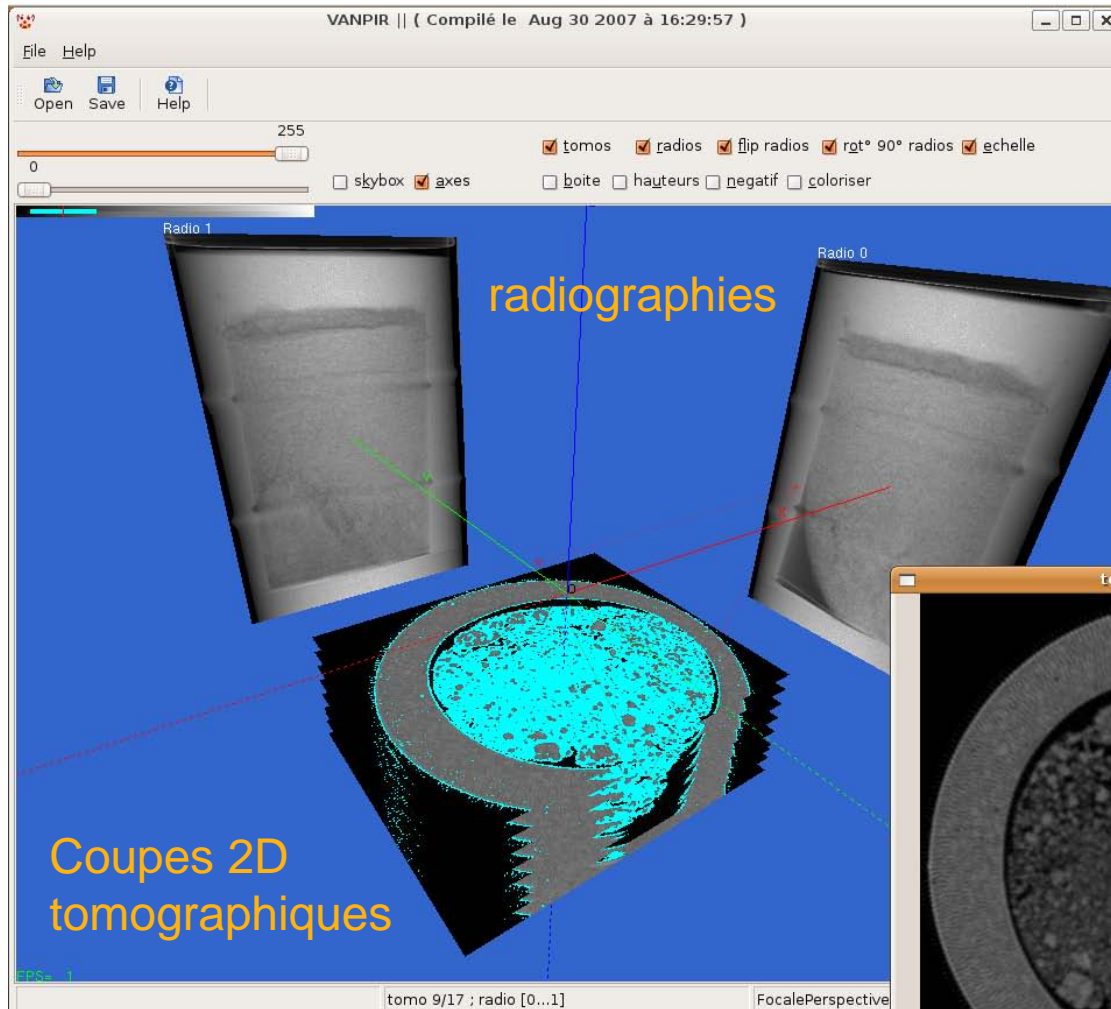 VANPIR || ( Compilé le Aug 30 2007 à 16:29:57 )
File Help
Open Save Help
255
0
tomos radios flip radios rot° 90° radios echelle
skybox axes boite hauteurs negatif coloriser
Radio 1
Radio 0
radiographies
Coupes 2D
tomographiques
FPS= 1
tomo 9/17 ; radio [0...1] FocalePerspective